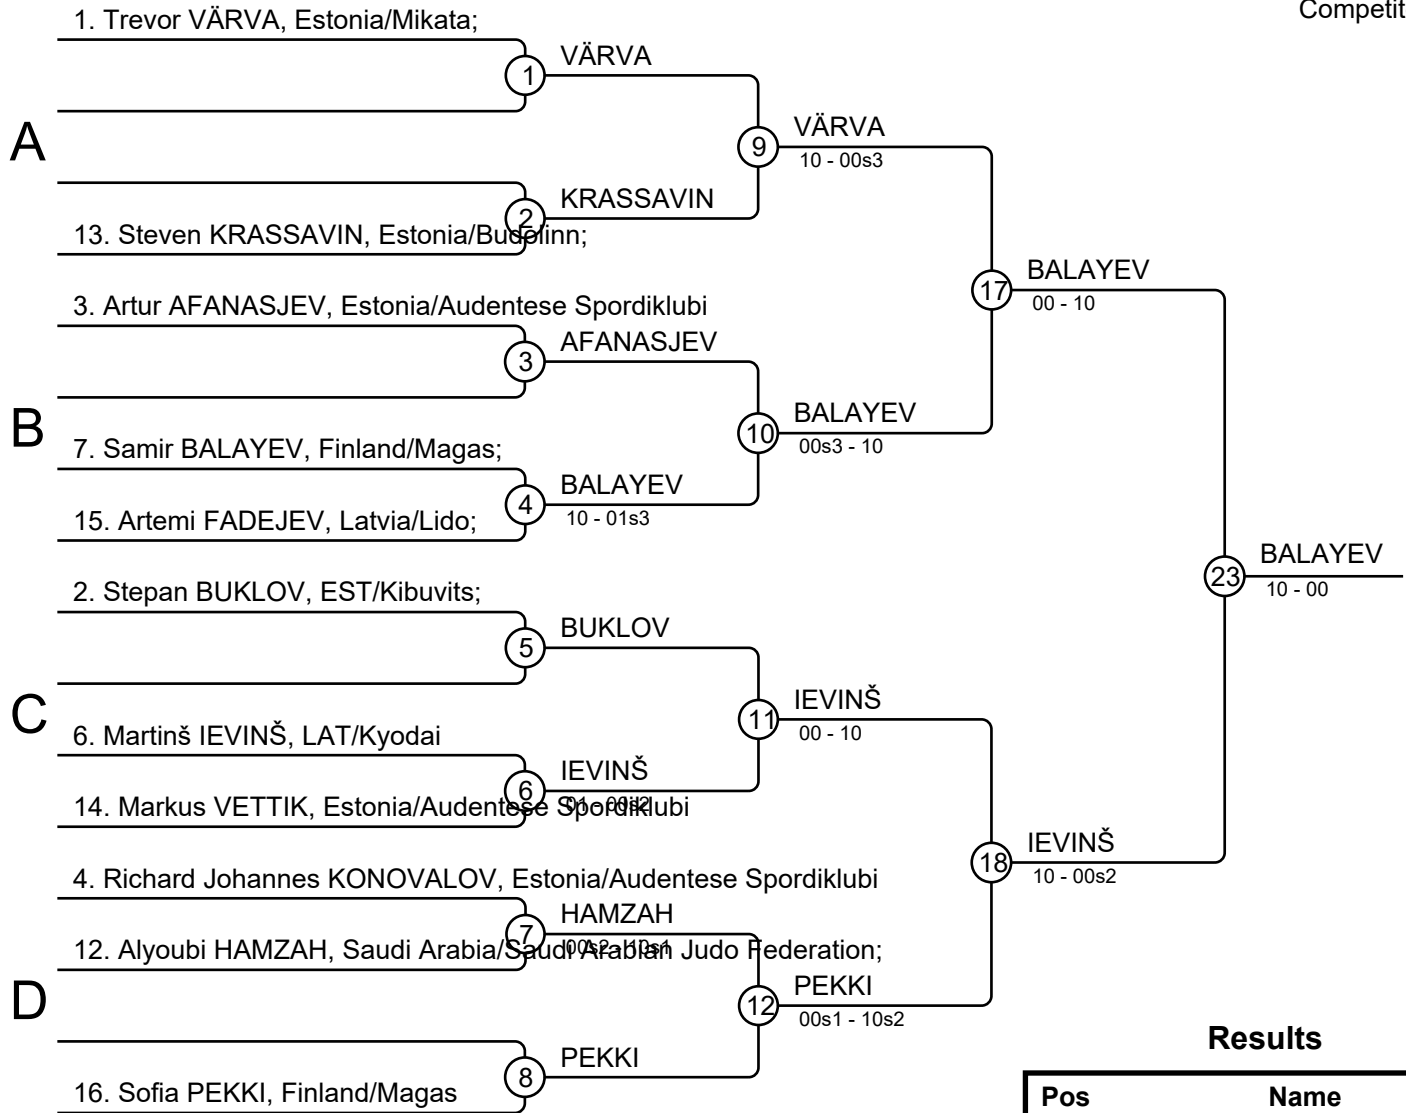 Competit
1. Trevor VÄRVA, Estonia/Mikata;
1
VÄRVA
A
9
VÄRVA
10 - 00s3
2
KRASSAVIN
13. Steven KRASSAVIN, Estonia/Budolinn;
17
BALAYEV
00 - 10
3. Artur AFANASJEV, Estonia/Audentese Spordiklubi
3
AFANASJEV
B
10
BALAYEV
00s3 - 10
7. Samir BALAYEV, Finland/Magas;
4
BALAYEV
10 - 01s3
15. Artemi FADEJEV, Latvia/Lido;
23
BALAYEV
10 - 00
2. Stepan BUKLOV, EST/Kibuvits;
5
BUKLOV
C
11
IEVINŠ
00 - 10
6. Martinš IEVINŠ, LAT/Kyodai
6
IEVINŠ
01 - 00s2
14. Markus VETTIK, Estonia/Audentese Spordiklubi
18
IEVINŠ
10 - 00s2
4. Richard Johannes KONOVALOV, Estonia/Audentese Spordiklubi
7
HAMZAH
00s2 - 10s1
12. Alyoubi HAMZAH, Saudi Arabia/Saudi Arabian Judo Federation;
D
12
PEKKI
00s1 - 10s2
8
PEKKI
16. Sofia PEKKI, Finland/Magas
Results
Pos Name